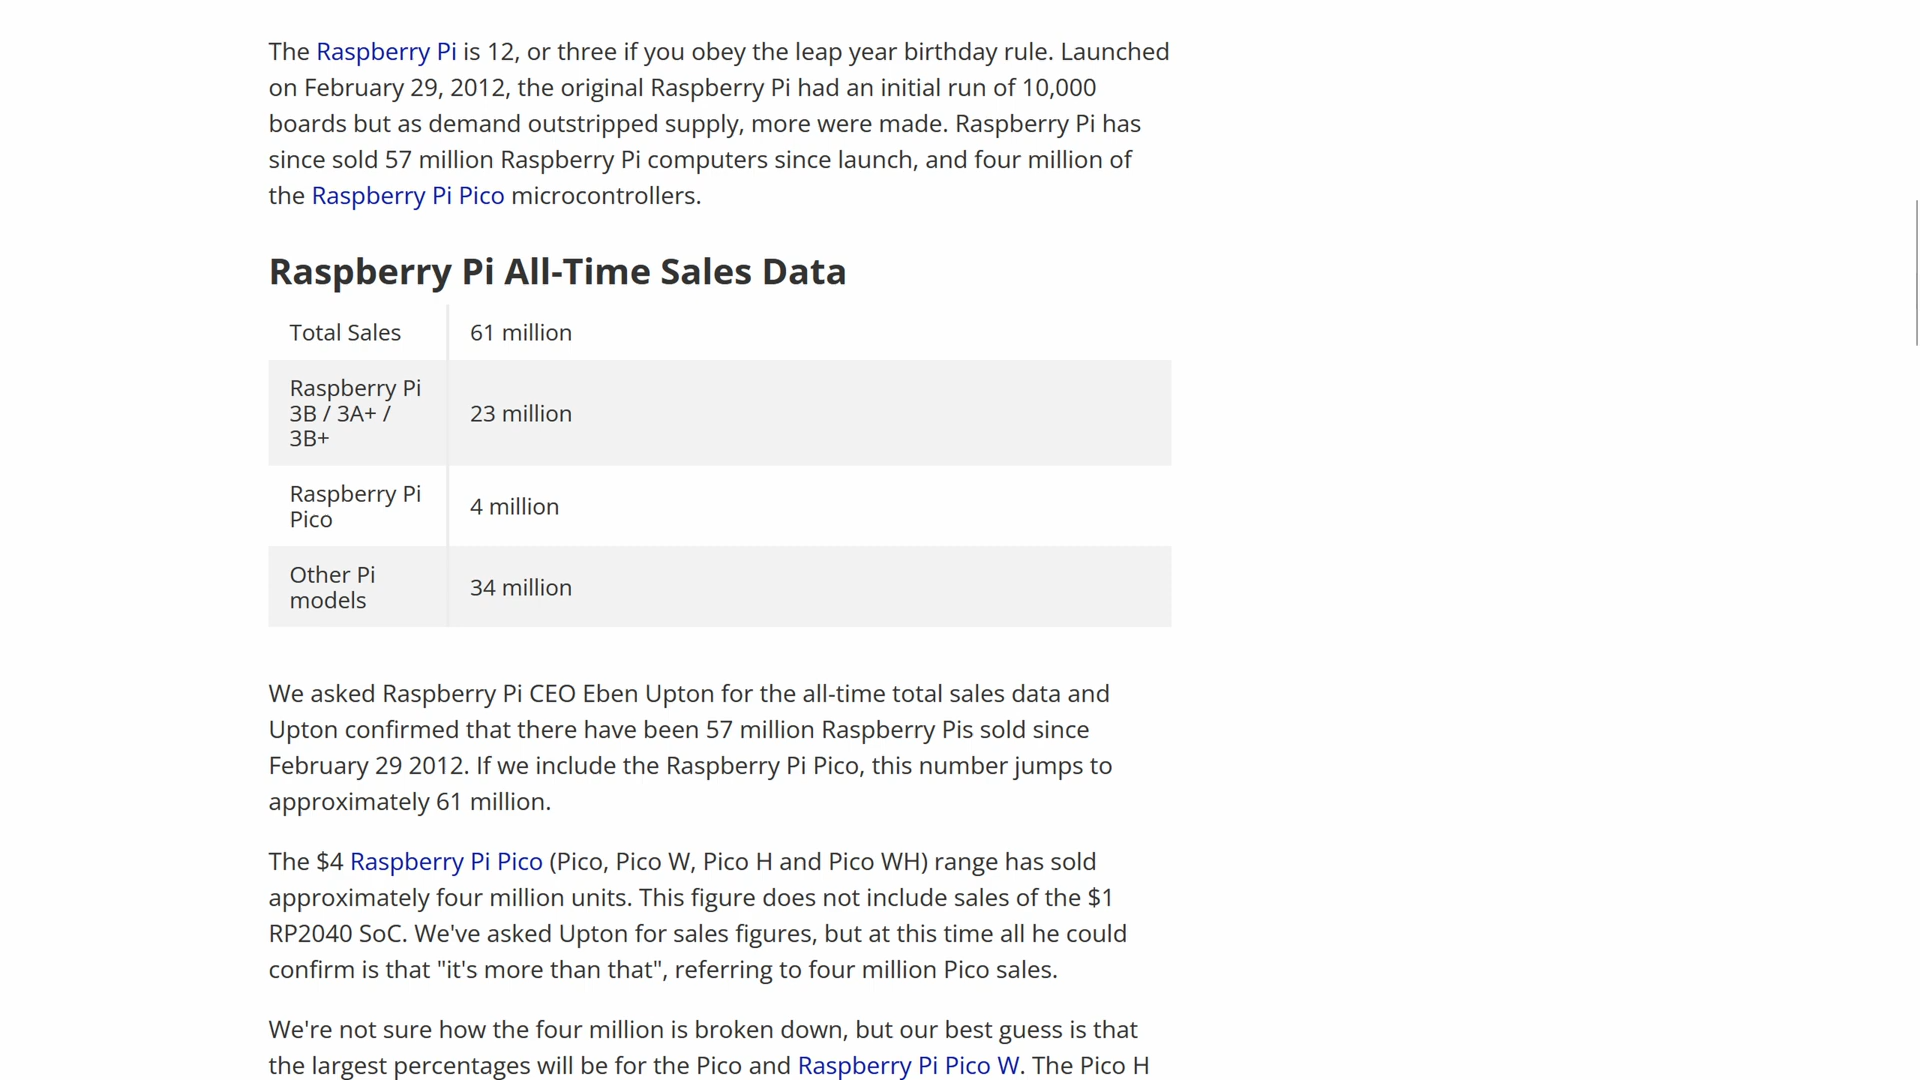 The Raspberry Pi is 12, or three if you obey the leap year birthday rule. Launched
on February 29, 2012, the original Raspberry Pi had an initial run of 10,000
boards but as demand outstripped supply, more were made. Raspberry Pi has
since sold 57 million Raspberry Pi computers since launch, and four million of
the Raspberry Pi Pico microcontrollers.
Raspberry Pi All-Time Sales Data
Total Sales 61 million
Raspberry Pi
3B / 3A+ /
3B+
23 million
Raspberry Pi
Pico
4 million
Other Pi
models
34 million
We asked Raspberry Pi CEO Eben Upton for the all-time total sales data and
Upton confirmed that there have been 57 million Raspberry Pis sold since
February 29 2012. If we include the Raspberry Pi Pico, this number jumps to
approximately 61 million.
The $4 Raspberry Pi Pico (Pico, Pico W, Pico H and Pico WH) range has sold
approximately four million units. This figure does not include sales of the $1
RP2040 SoC. We've asked Upton for sales figures, but at this time all he could
confirm is that "it's more than that", referring to four million Pico sales.
We're not sure how the four million is broken down, but our best guess is that
the largest percentages will be for the Pico and Raspberry Pi Pico W. The Pico H